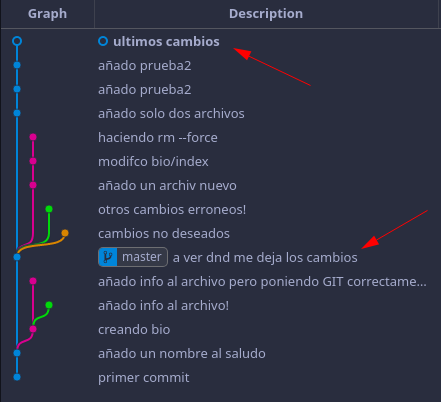 Graph Description
ultimos cambios
añado prueba2
añado prueba2
añado solo dos archivos
haciendo rm --force
modifco bio/index
añado un archiv nuevo
otros cambios erroneos!
cambios no deseados
master a ver dnd me deja los cambios
añado info al archivo pero poniendo GIT correctame...
añado info al archivo!
creando bio
añado un nombre al saludo
primer commit